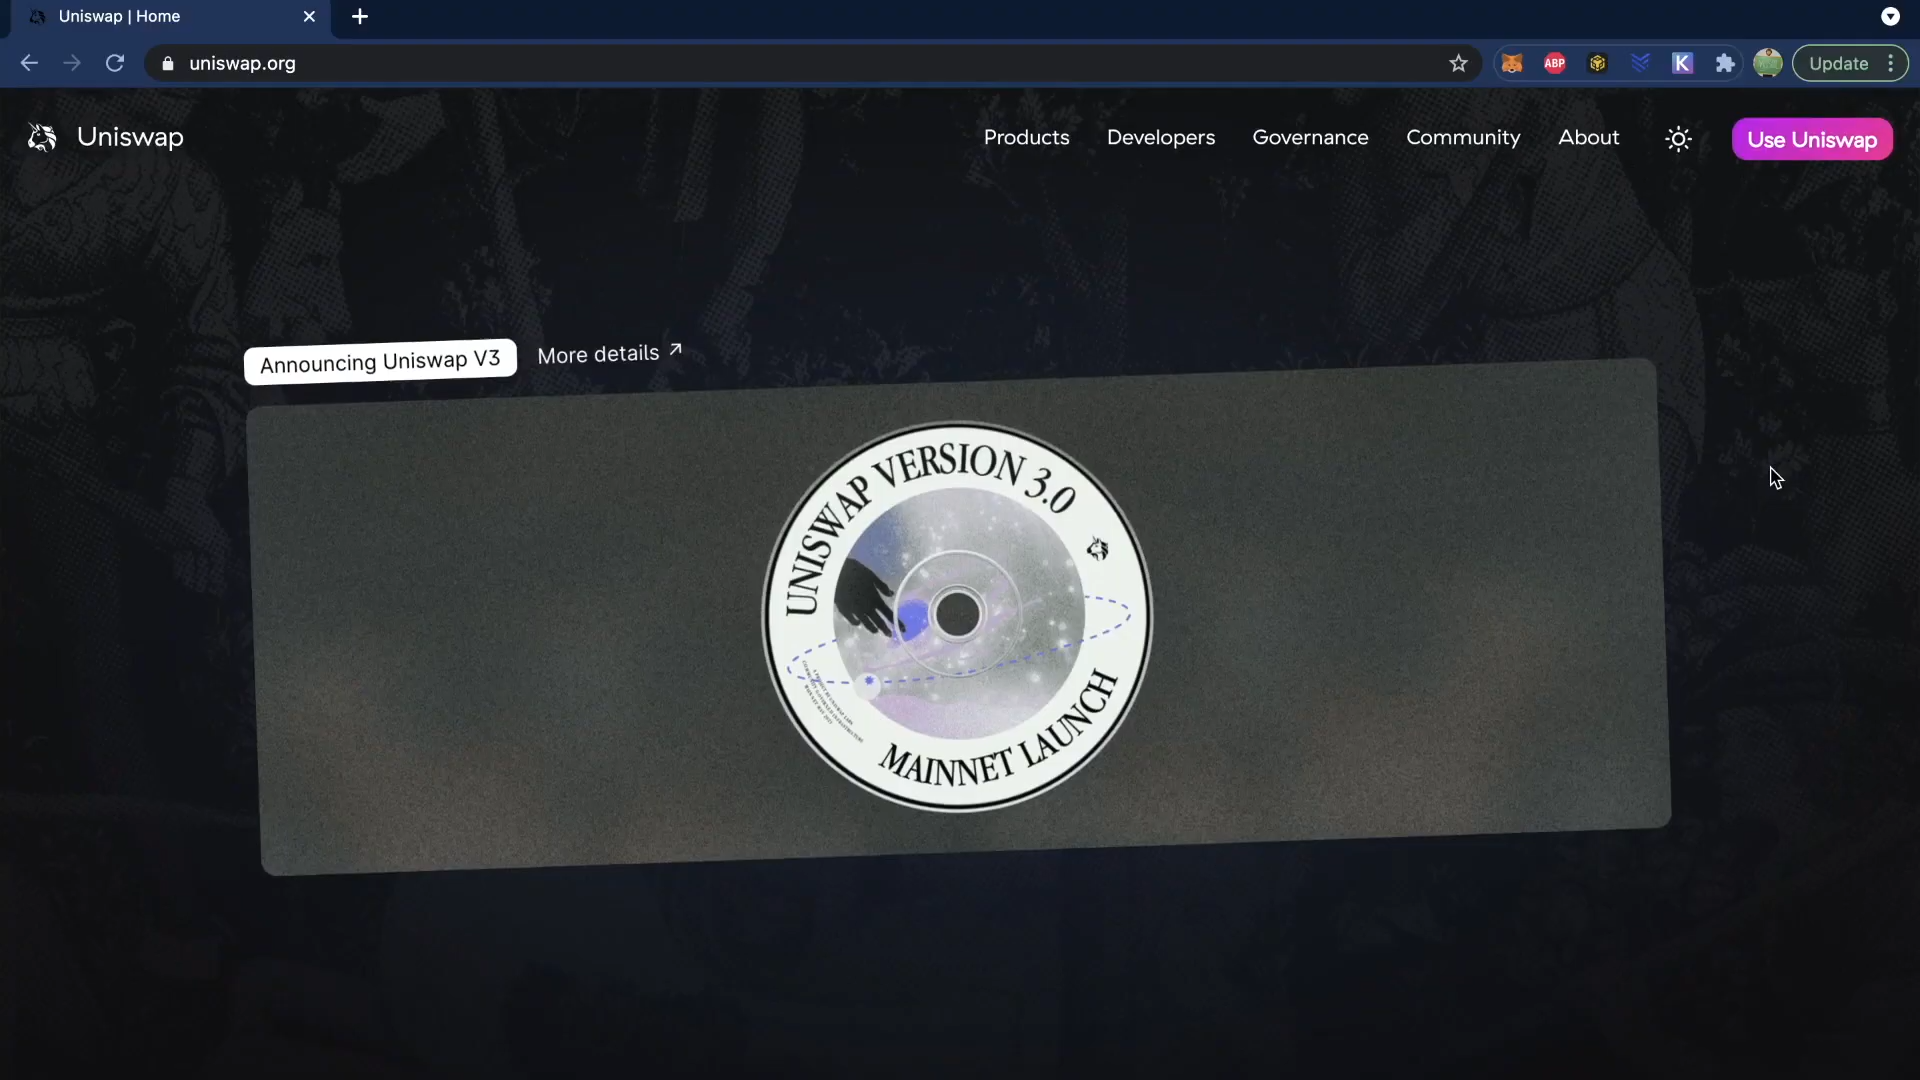 Uniswap | Home
uniswap.org
ABP
K
Update
Uniswap
Products
Developers
Governance
Community
About
Use Uniswap
Announcing Uniswap V3
More details ↗
UNISWAP VERSION 3.0
MAINNET LAUNCH